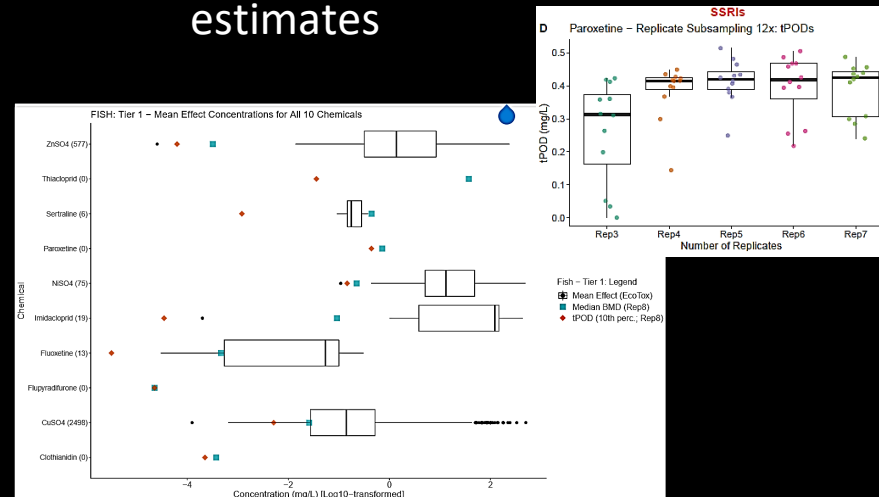 estimates
SSRIs
D Paroxetine − Replicate Subsampling 12x: tPODs
tPOD (mg/L)
0.5
0.4
0.3
0.2
0.1
0.0
Rep3 Rep4 Rep5 Rep6 Rep7
Number of Replicates
FISH: Tier 1 − Mean Effect Concentrations for All 10 Chemicals
Chemical
ZnSO4 (577)
Thiacloprid (0)
Sertraline (6)
Paroxetine (0)
NiSO4 (75)
Imidacloprid (19)
Fluoxetine (13)
Flupyradifurone (0)
CuSO4 (2498)
Clothianidin (0)
−4 −2 0 2
Concentration (mg/L) [Log10−transformed]
Fish − Tier 1: Legend
Mean Effect (EcoTox)
Median BMD (Rep8)
tPOD (10th perc.; Rep8)